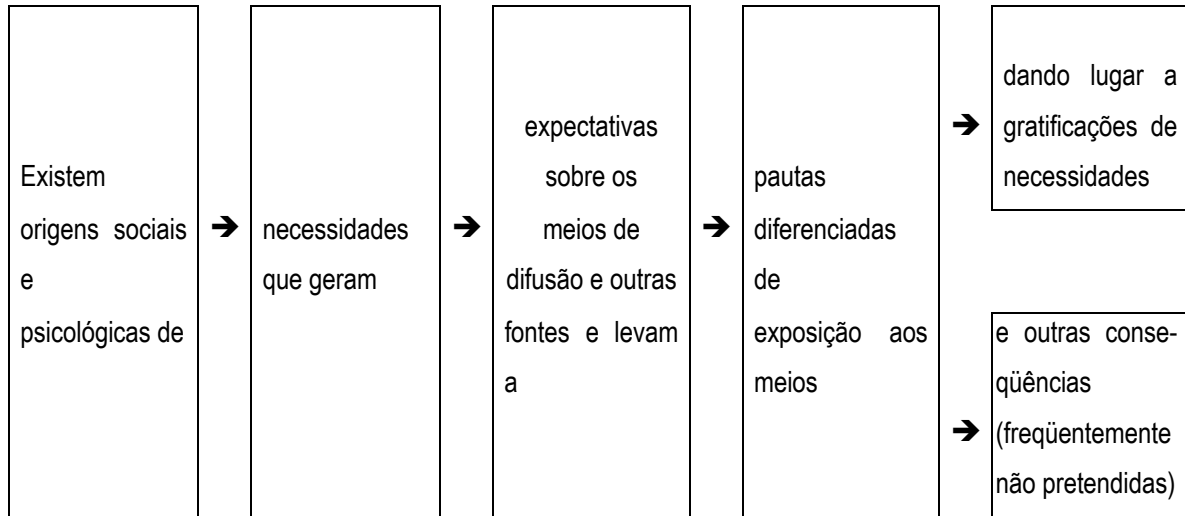 Existem
origens sociais
e
psicológicas de
➔
necessidades
que geram
➔
expectativas
sobre os
meios de
difusão e outras
fontes e levam
a
➔
pautas
diferenciadas
de
exposição aos
meios
➔
dando lugar a
gratificações de
necessidades
➔
e outras conse-
qüências
(freqüentemente
não pretendidas)